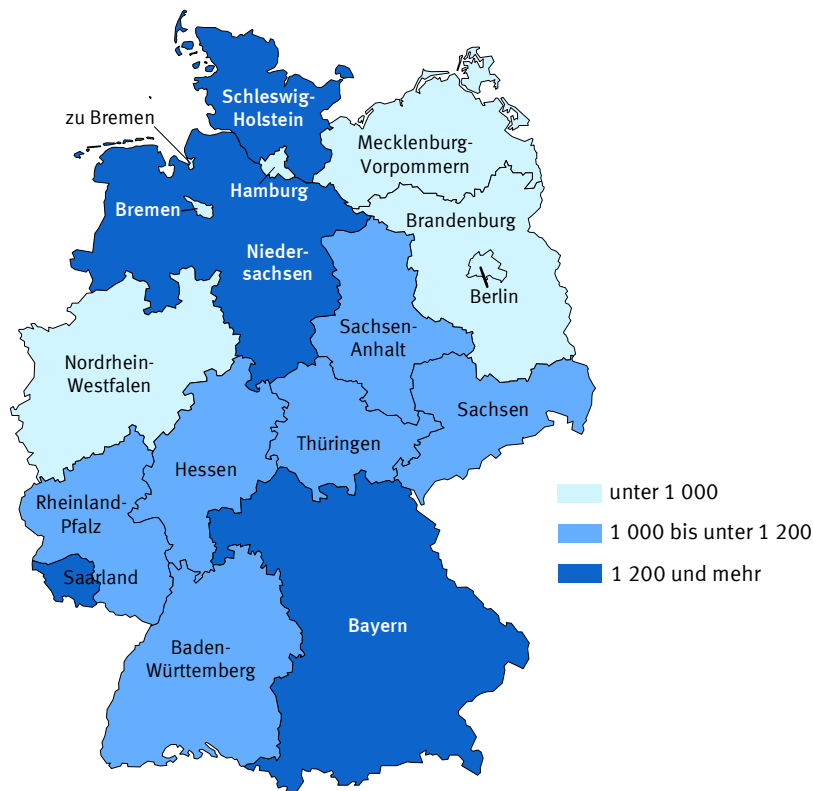 Schleswig-
Holstein
zu Bremen
Mecklenburg-
Vorpommern
Hamburg
Bremen
Brandenburg
Nieder-
sachsen
Berlin
Sachsen-
Anhalt
Nordrhein-
Westfalen
Sachsen
Thüringen
Hessen
Rheinland-
Pfalz
Saarland
Bayern
Baden-
Württemberg
unter 1 000
1 000 bis unter 1 200
1 200 und mehr